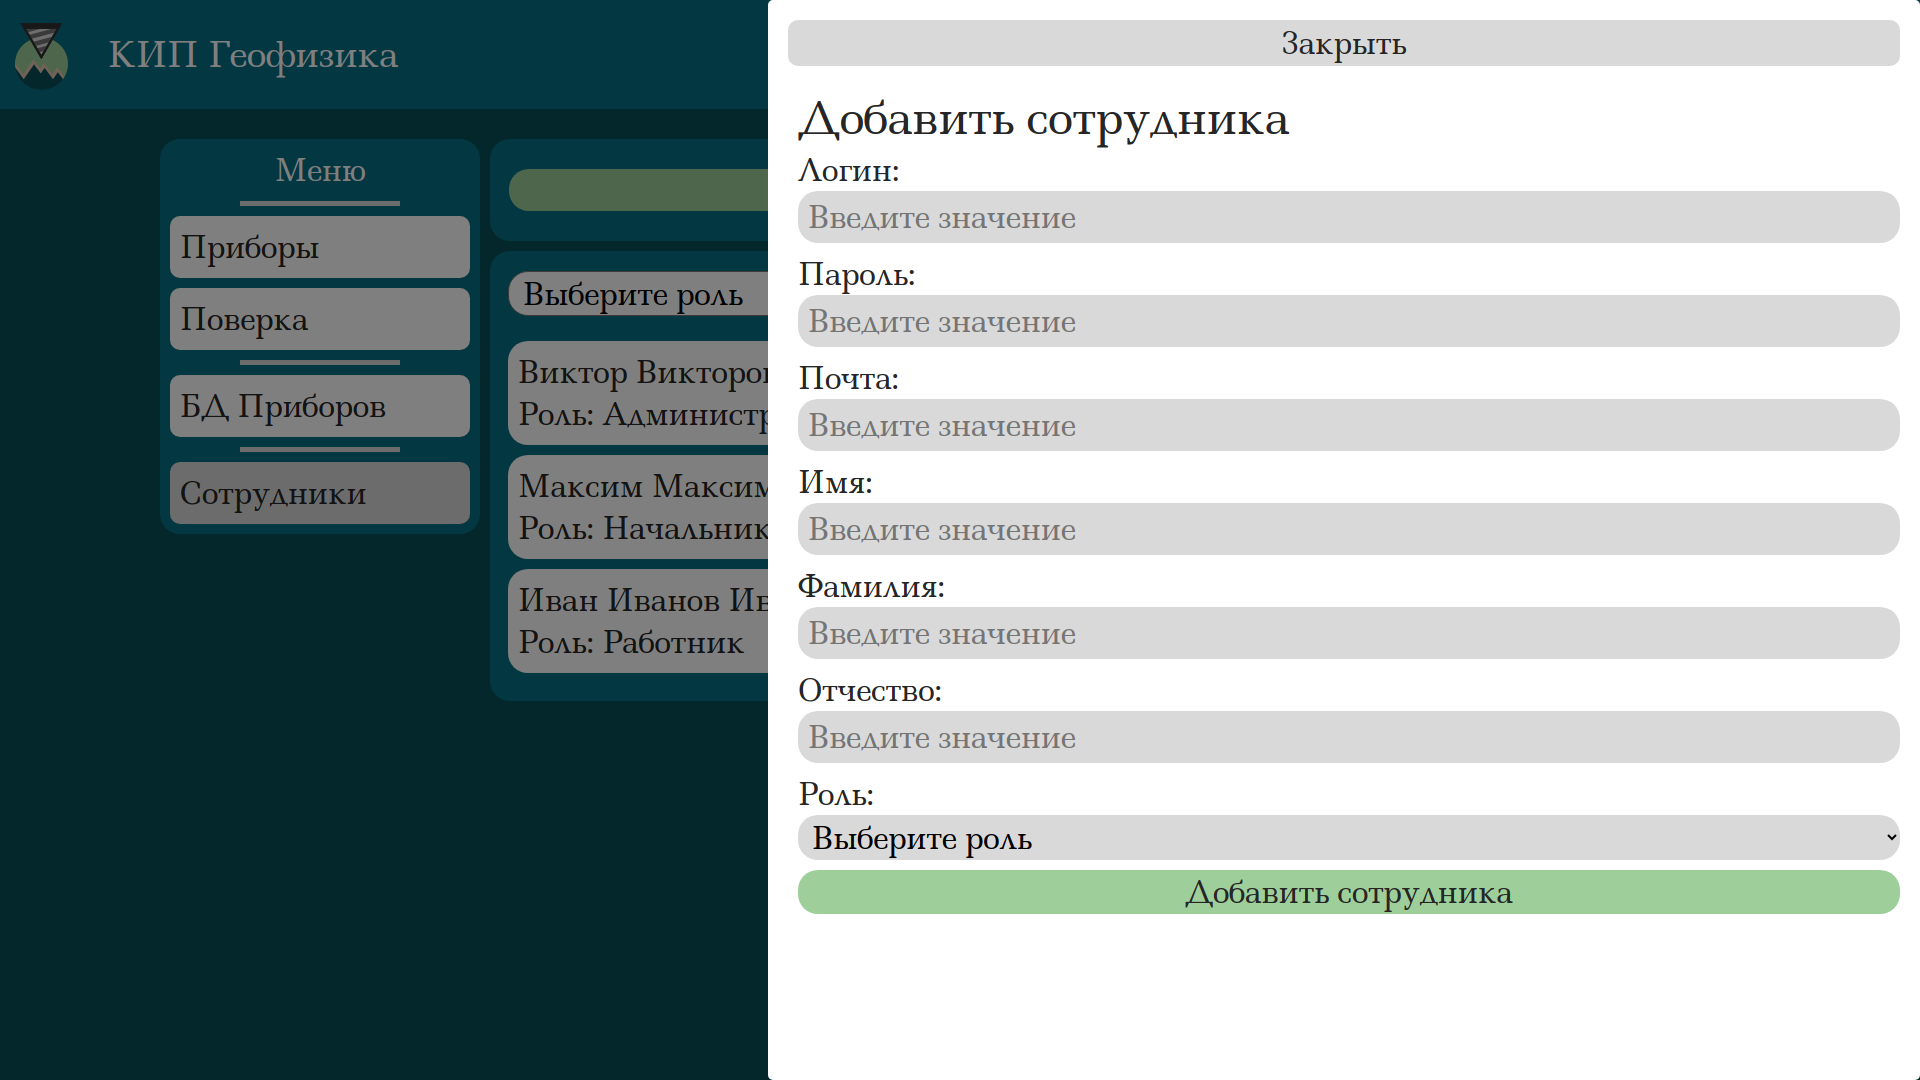 КИП Геофизика
Меню
Приборы
Поверка
БД Приборов
Сотрудники
Выберите роль
Виктор Викторо
Роль: Администр
Максим Максим
Роль: Начальник
Иван Иванов Ив
Роль: Работник
Закрыть
Добавить сотрудника
Логин:
Введите значение
Пароль:
Введите значение
Почта:
Введите значение
Имя:
Введите значение
Фамилия:
Введите значение
Отчество:
Введите значение
Роль:
Выберите роль
Добавить сотрудника